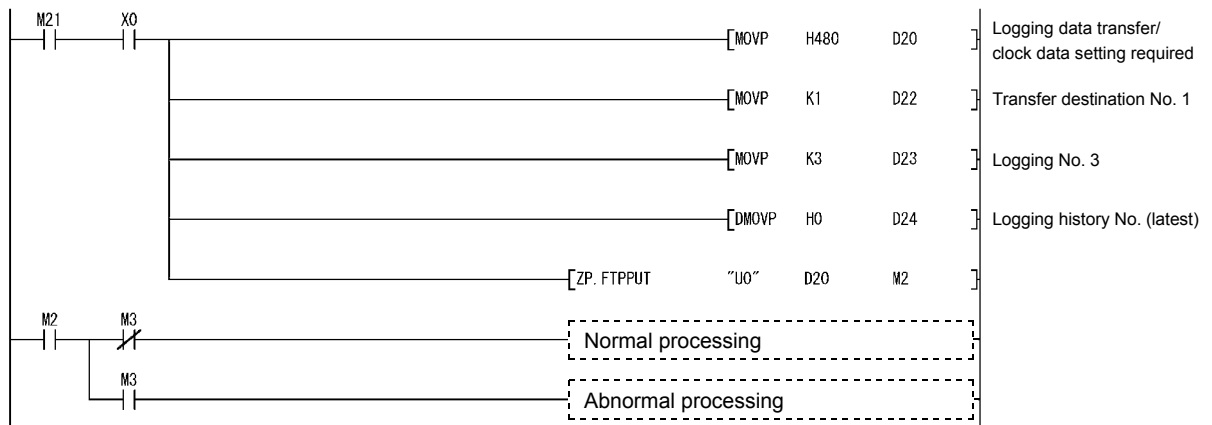 M21 X0
[MOVP H480 D20 ] Logging data transfer/
clock data setting required
[MOVP K1 D22 ] Transfer destination No. 1
[MOVP K3 D23 ] Logging No. 3
[DMOVP H0 D24 ] Logging history No. (latest)
[ZP.FTPPUT "U0" D20 M2 ]
M2 M3
Normal processing
M3
Abnormal processing